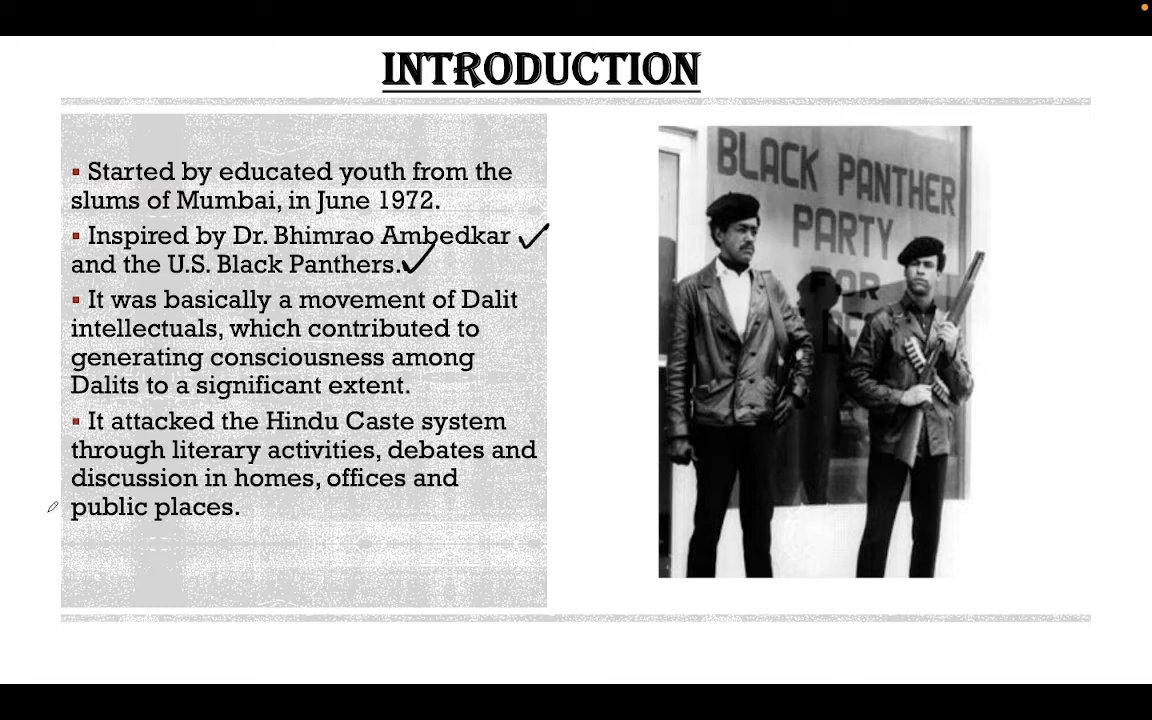 INTRODUCTION
▪ Started by educated youth from the
slums of Mumbai, in June 1972.
▪ Inspired by Dr. Bhimrao Ambedkar
and the U.S. Black Panthers.
▪ It was basically a movement of Dalit
intellectuals, which contributed to
generating consciousness among
Dalits to a significant extent.
▪ It attacked the Hindu Caste system
through literary activities, debates and
discussion in homes, offices and
public places.
BLACK PANTHER
PARTY
FOR